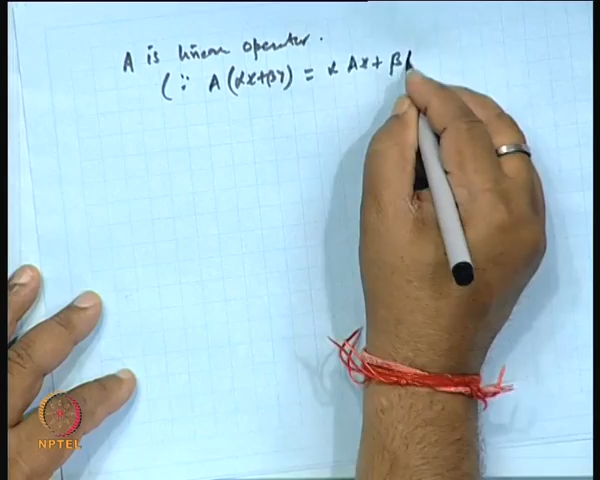 A is linear operator.
(∵ A(αx+βy) = α Ax + β
NPTEL